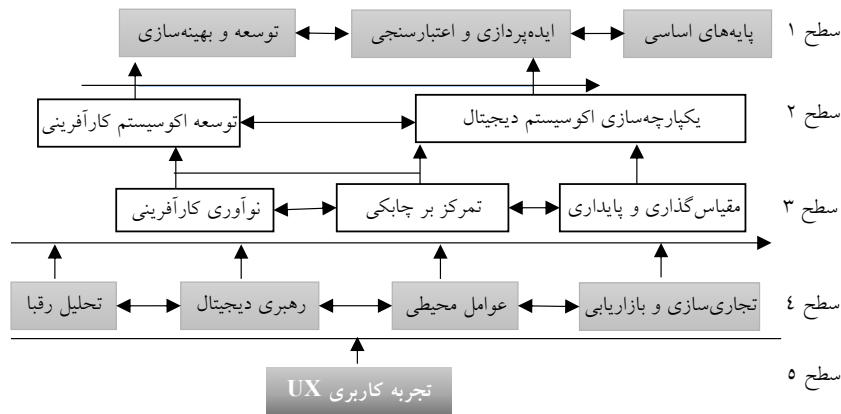 سطح ۱
پایه‌های اساسی
ایده‌پردازی و اعتبارسنجی
توسعه و بهینه‌سازی
سطح ۲
یکپارچه‌سازی اکوسیستم دیجیتال
توسعه اکوسیستم کارآفرینی
سطح ۳
مقیاس‌گذاری و پایداری
تمرکز بر چابکی
نوآوری کارآفرینی
سطح ٤
تجاری‌سازی و بازاریابی
عوامل محیطی
رهبری دیجیتال
تحلیل رقبا
سطح ٥
تجربه کاربری UX